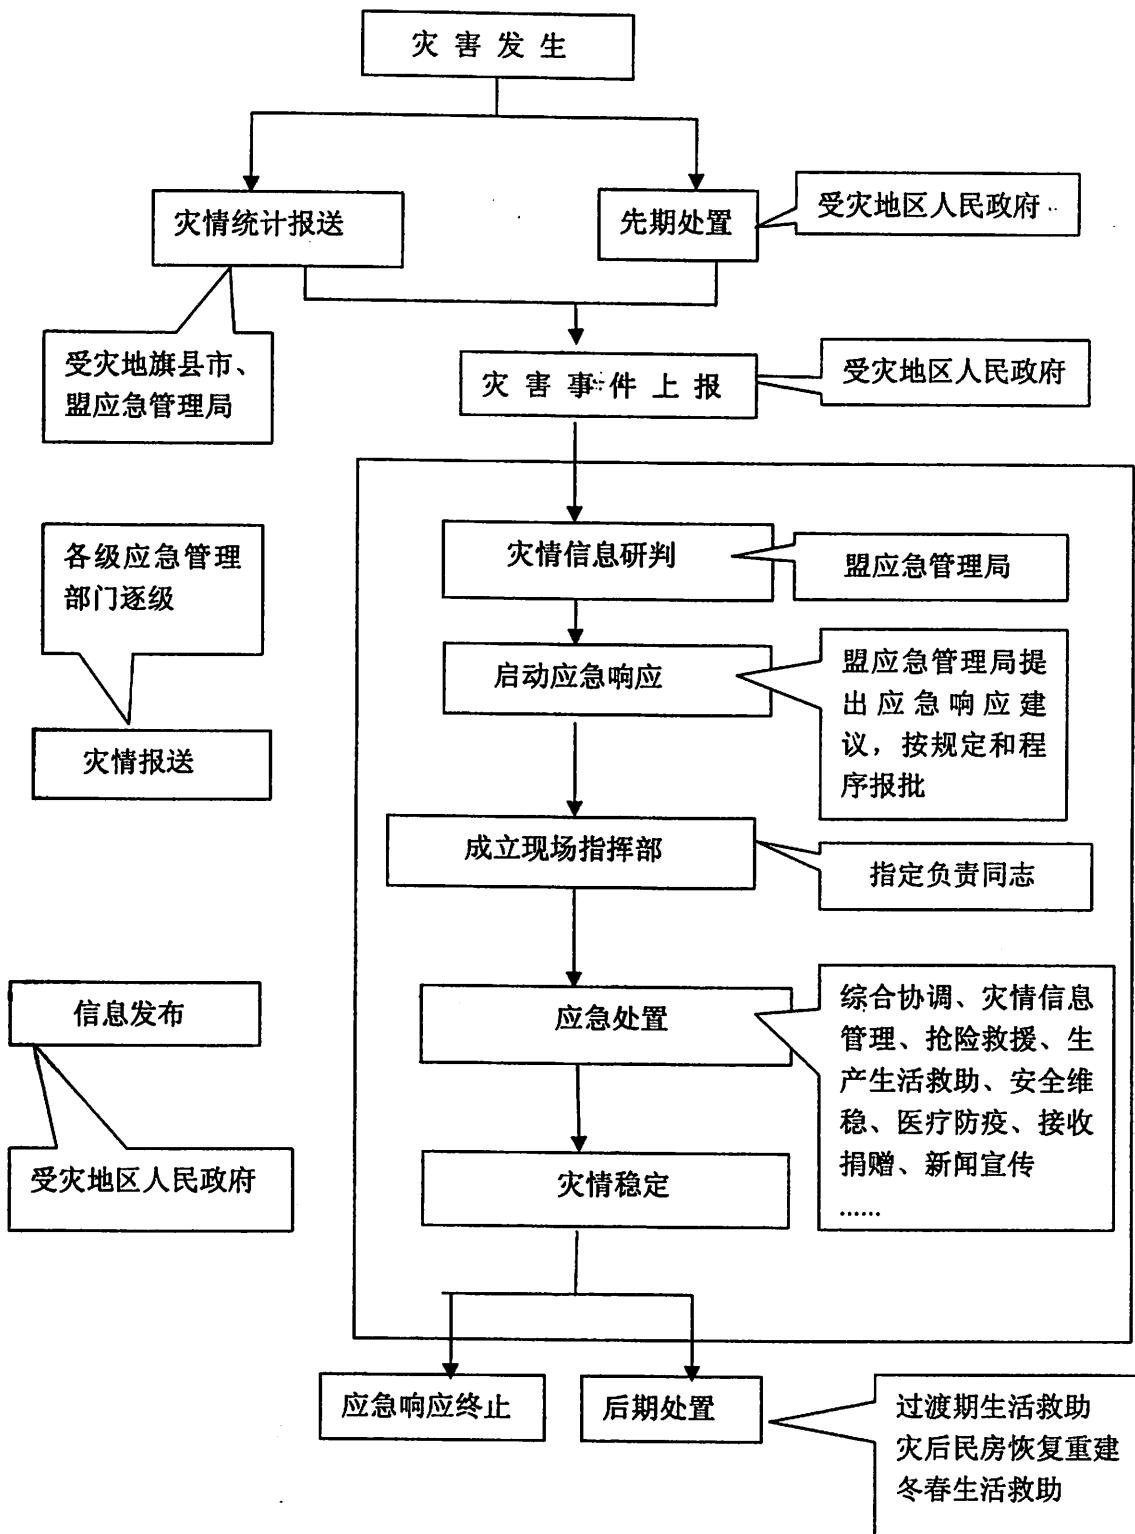 灾害发生
灾情统计报送
先期处置
受灾地区人民政府
受灾地旗县市、
盟应急管理局
灾害事件上报
受灾地区人民政府
各级应急管理
部门逐级
灾情报送
灾情信息研判
盟应急管理局
启动应急响应
盟应急管理局提
出应急响应建
议，按规定和程
序报批
成立现场指挥部
指定负责同志
信息发布
受灾地区人民政府
应急处置
综合协调、灾情信息
管理、抢险救援、生
产生活救助、安全维
稳、医疗防疫、接收
捐赠、新闻宣传
......
灾情稳定
应急响应终止
后期处置
过渡期生活救助
灾后民房恢复重建
冬春生活救助